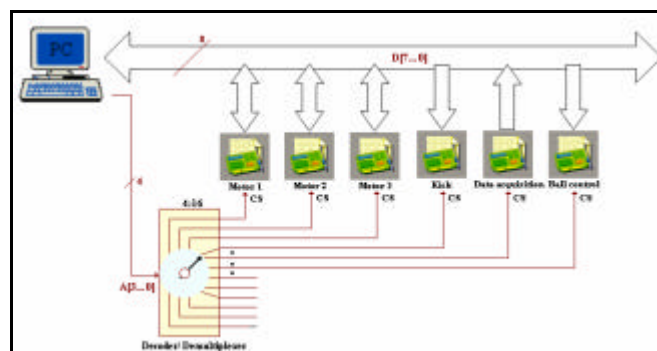 PC
8
D[7... 0]
Motor 1
Motor 2
Motor 3
Kick
Data acquisition
Ball control
CS
CS
CS
CS
CS
CS
4
4:16
A[3... 0]
Decoder/ Demultiplexer